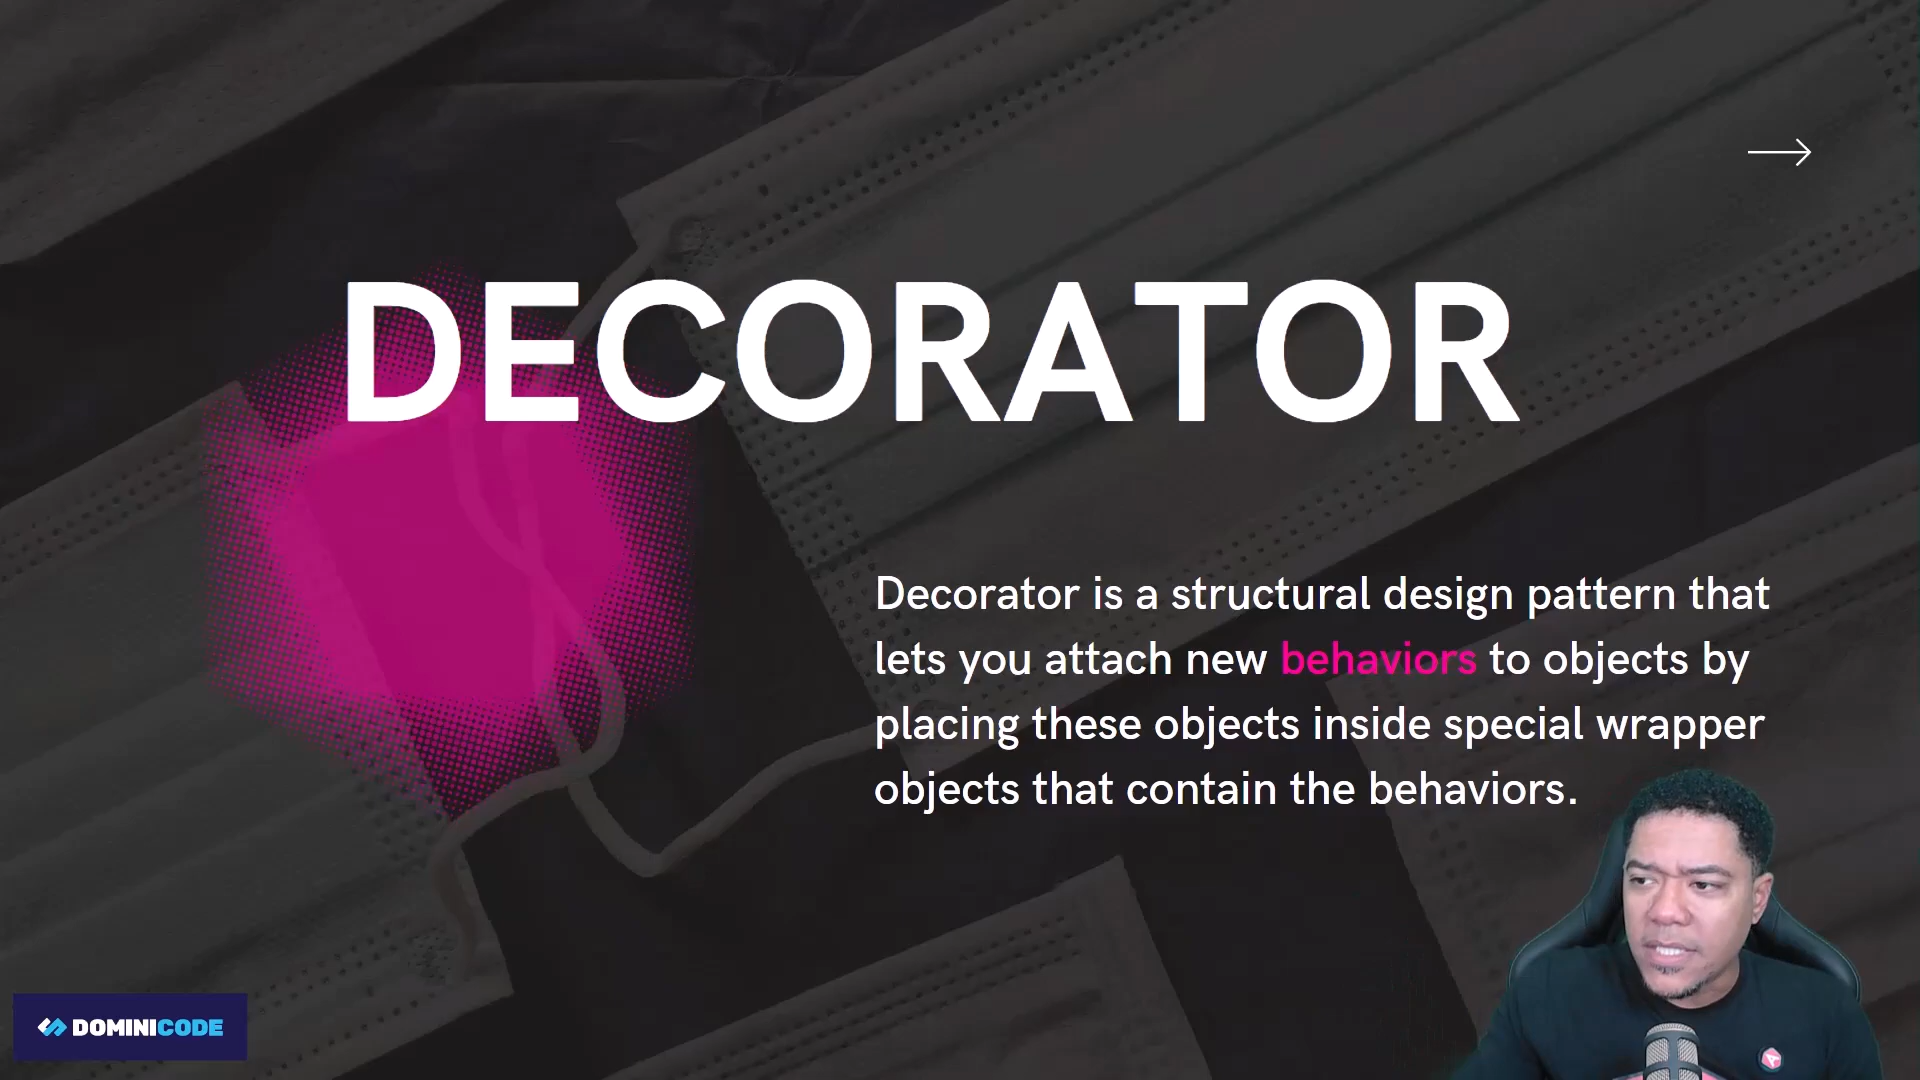 DECORATOR
Decorator is a structural design pattern that
lets you attach new behaviors to objects by
placing these objects inside special wrapper
objects that contain the behaviors.
DOMINICODE